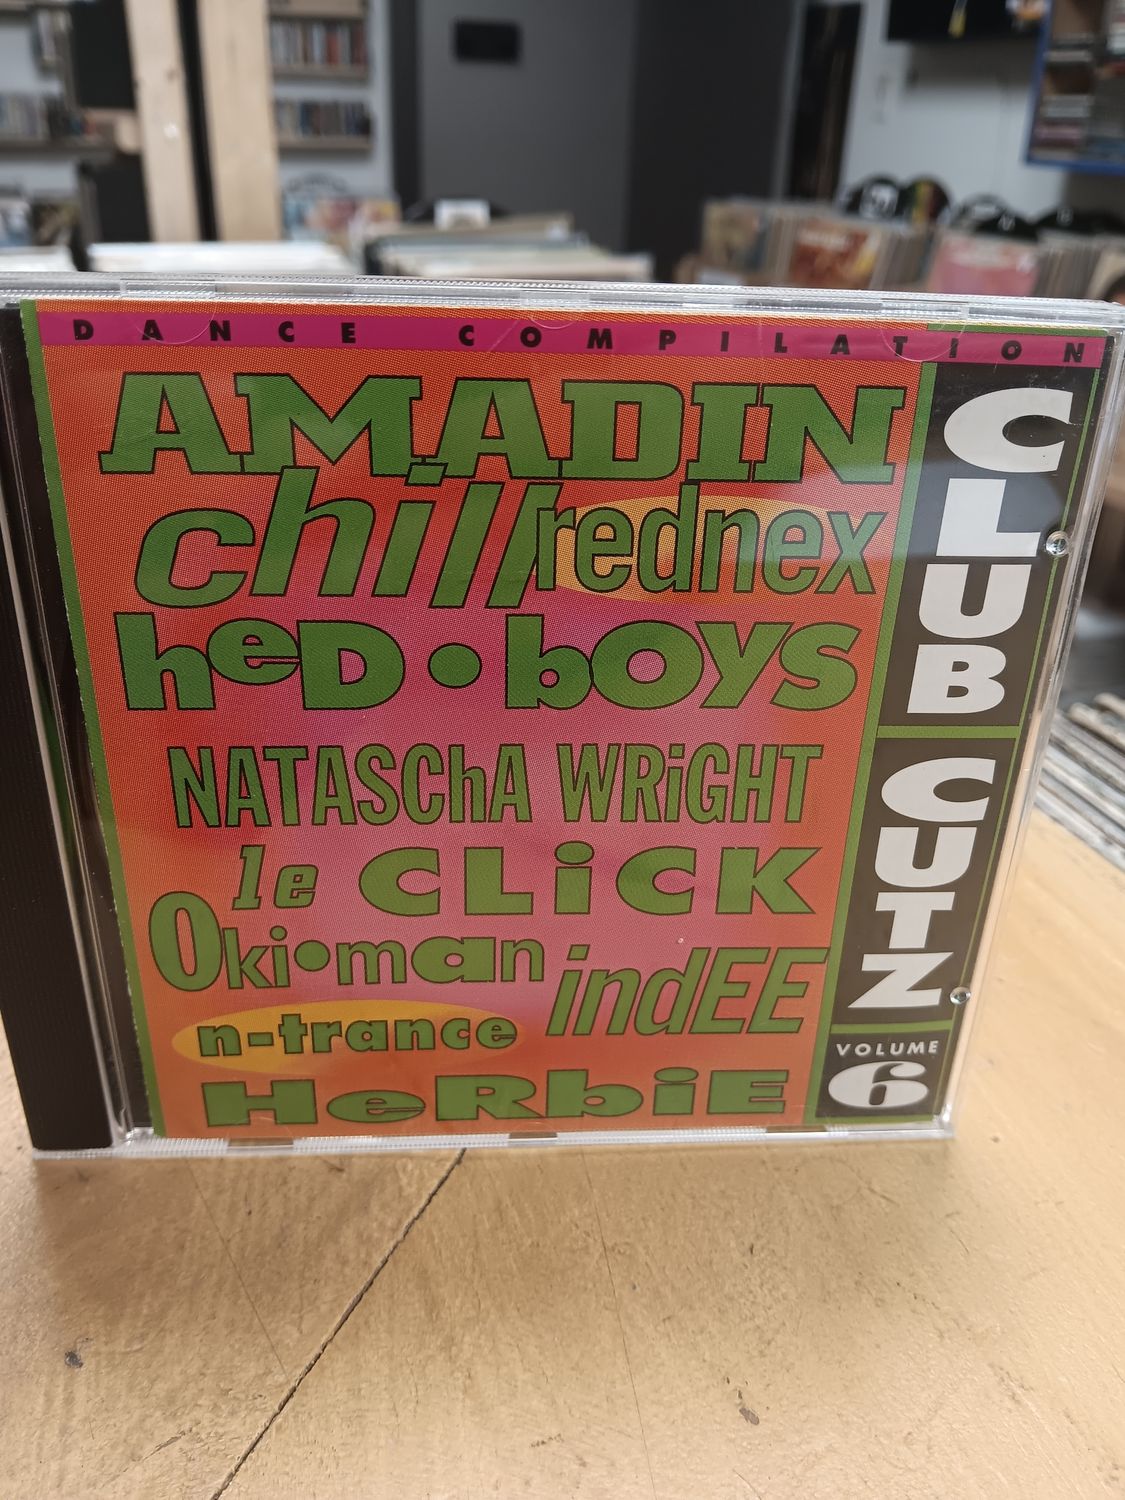 DANCE COMPILATION
AMADIN
chill rednex
heD•boys
NATASChA WRiGHT
le CLiCK
Oki•man indEE
n-trance
HeRbiE
CLUB CUTZ
VOLUME
6